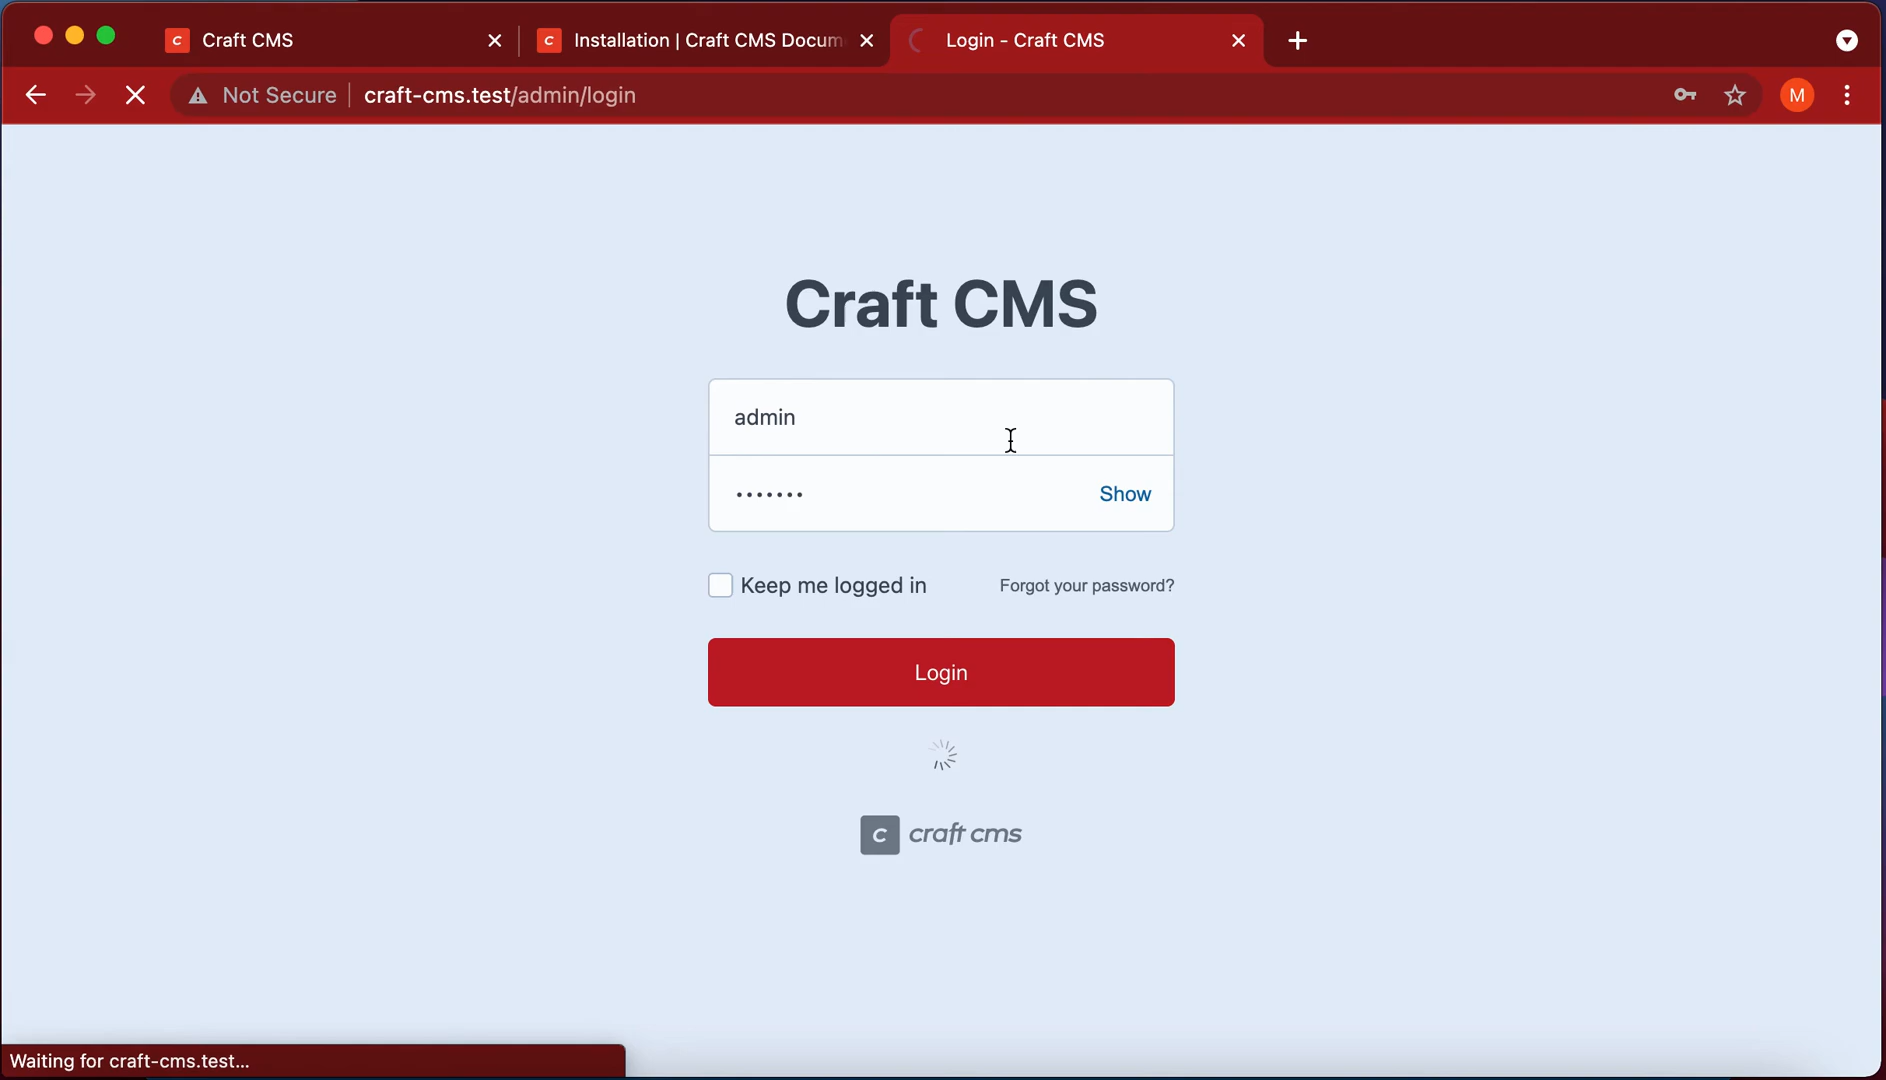 Craft CMS
Installation | Craft CMS Docum
Login - Craft CMS
Not Secure
craft-cms.test/admin/login
M
Craft CMS
admin
•••••••
Show
Keep me logged in
Forgot your password?
Login
c craft cms
Waiting for craft-cms.test...